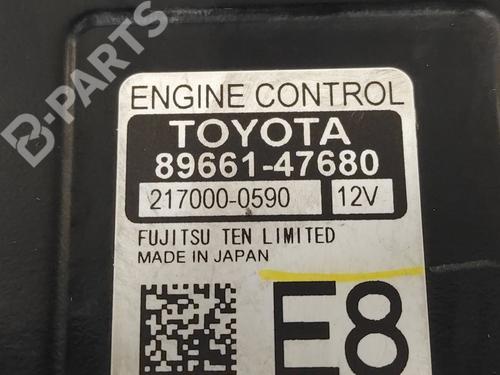 B-PARTS
ENGINE CONTROL
TOYOTA
89661-47680
217000-0590 12V
FUJITSU TEN LIMITED
MADE IN JAPAN
E8